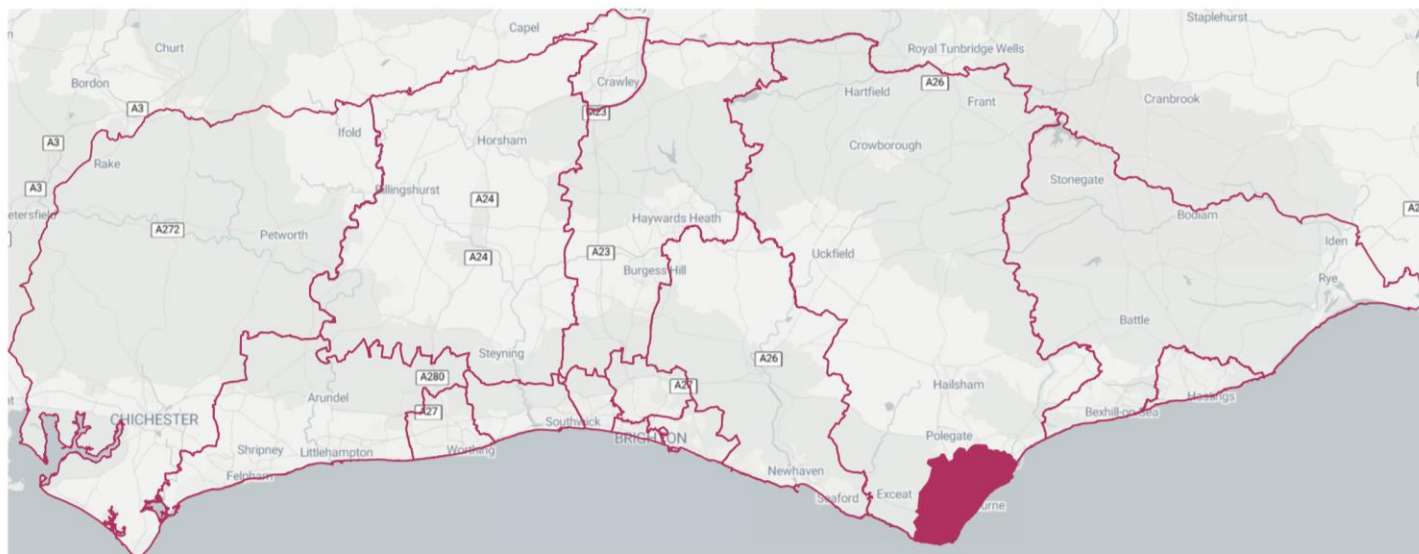 Churt
Capel
Staplehurst
Royal Tunbridge Wells
Bordon
A3
Crawley
Hartfield
A26
Frant
Cranbrook
A3
Ifold
Horsham
Crowborough
Rake
Stonegate
A3
Billingshurst
A24
Haywards Heath
Bodiam
A272
Petworth
Iden
A24
A23
Burgess Hill
Uckfield
Rye
Battle
Steyning
A26
A280
A27
Hailsham
Arundel
A27
CHICHESTER
Southwick
Bexhill-on-Sea
Hastings
Shripney
Littlehampton
Worthing
BRIGHTON
Polegate
Felpham
Newhaven
Seaford
Exceat
urne